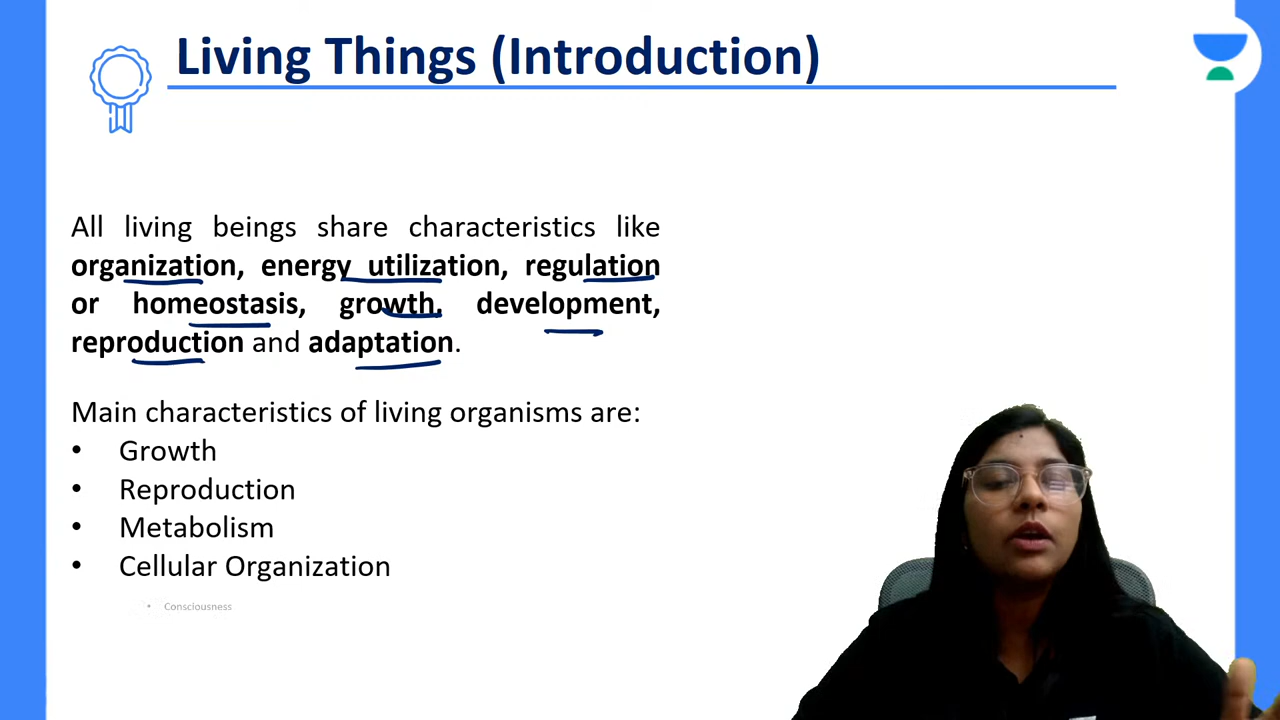 Living Things (Introduction)
All living beings share characteristics like
organization, energy utilization, regulation
or homeostasis, growth, development,
reproduction and adaptation.
Main characteristics of living organisms are:
• Growth
• Reproduction
• Metabolism
• Cellular Organization
• Consciousness